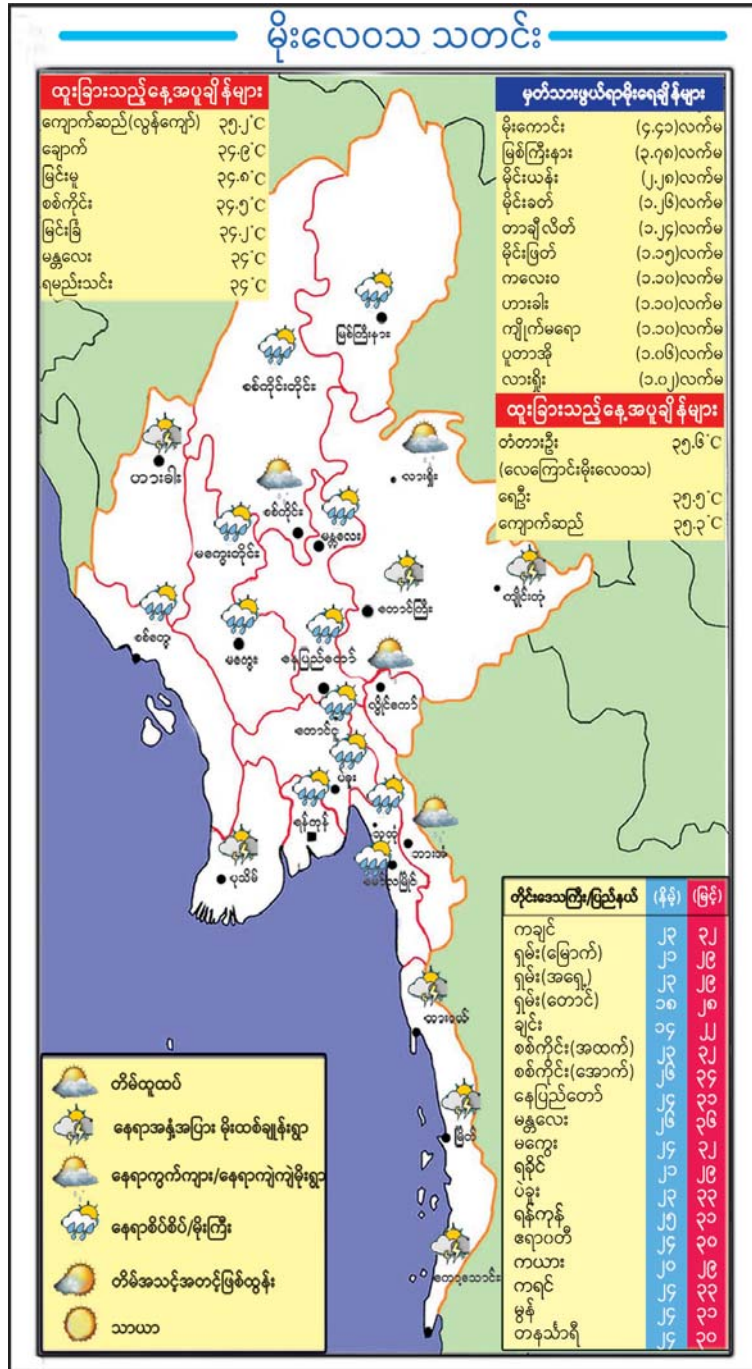 မိုးလေဝသ သတင်း
ထူးခြားသည့်နေ့အပူချိန်များ
ကျောက်ဆည်(လွန်ကျော်) ၃၅.၂°C
ချောက် ၃၄.၉°C
မြင်းမူ ၃၄.၈°C
စစ်ကိုင်း ၃၄.၅°C
မြင်းခြံ ၃၄.၂°C
မန္တလေး ၃၄°C
ရမည်းသင်း ၃၄°C
မှတ်သားဖွယ်ရာမိုးရေချိန်များ
မိုးကောင်း (၄.၄၁)လက်မ
မြစ်ကြီးနား (၃.၇၈)လက်မ
မိုင်းယန်း (၂.၂၈)လက်မ
မိုင်းခတ် (၁.၂၆)လက်မ
တာချီလိတ် (၁.၂၄)လက်မ
မိုင်းဖြတ် (၁.၁၅)လက်မ
ကလေးဝ (၁.၁၀)လက်မ
ဟားခါး (၁.၁၀)လက်မ
ကျိုက်မရော (၁.၁၀)လက်မ
ပူတာအို (၁.၀၆)လက်မ
လားရှိုး (၁.၀၂)လက်မ
ထူးခြားသည့်နေ့အပူချိန်များ
တံတားဦး ၃၅.၆°C
(လေကြောင်းမိုးလေဝသ)
ရေဦး ၃၅.၅°C
ကျောက်ဆည် ၃၅.၃°C
မြစ်ကြီးနား
စစ်ကိုင်းတိုင်း
ဟားခါး
လားရှိုး
စစ်ကိုင်း
မန္တလေး
မကွေးတိုင်း
ကျိုင်းတုံ
တောင်ကြီး
စစ်တွေ
မကွေး
နေပြည်တော်
လွိုင်ကော်
တောင်ငူ
ပဲခူး
ရန်ကုန်
သထုံ
ဘားအံ
ပုသိမ်
မော်လမြိုင်
ထားဝယ်
မြိတ်
ကော့သောင်း
တိမ်ထူထပ်
နေရာအနှံ့အပြား မိုးထစ်ချုန်းရွာ
နေရာကွက်ကျား/နေရာကျဲကျဲမိုးရွာ
နေရာစိပ်စိပ်/မိုးကြီး
တိမ်အသင့်အတင့်ဖြစ်ထွန်း
သာယာ
တိုင်းဒေသကြီး/ပြည်နယ် (နိမ့်) (မြင့်)
ကချင် ၂၃ ၃၂
ရှမ်း(မြောက်) ၂၁ ၂၉
ရှမ်း(အရှေ့) ၂၃ ၂၉
ရှမ်း(တောင်) ၁၈ ၂၈
ချင်း ၁၄ ၂၂
စစ်ကိုင်း(အထက်) ၂၃ ၃၂
စစ်ကိုင်း(အောက်) ၂၆ ၃၄
နေပြည်တော် ၂၄ ၃၁
မန္တလေး ၂၆ ၃၆
မကွေး ၂၄ ၃၂
ရခိုင် ၂၁ ၂၉
ပဲခူး ၂၃ ၃၃
ရန်ကုန် ၂၅ ၃၁
ဧရာဝတီ ၂၄ ၃၀
ကယား ၂၀ ၂၉
ကရင် ၂၄ ၃၃
မွန် ၂၄ ၃၁
တနင်္သာရီ ၂၄ ၃၀